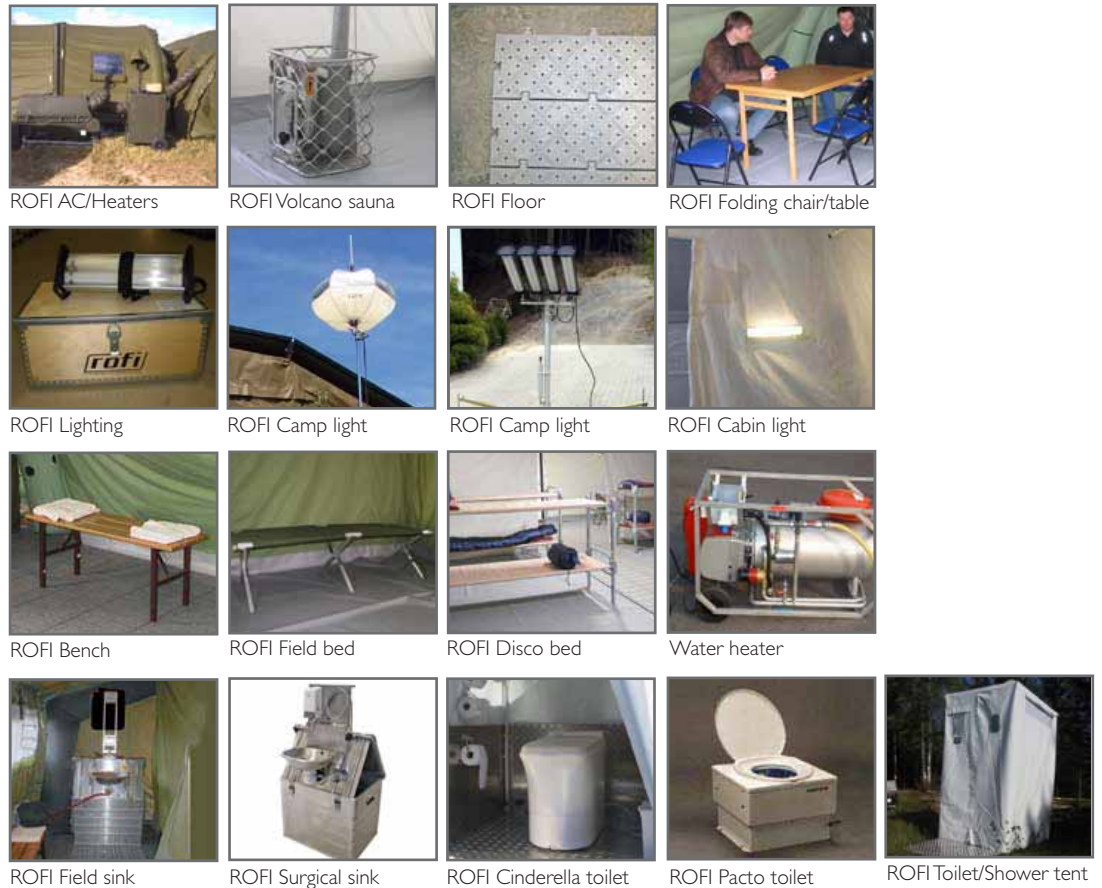 ROFI AC/Heaters
ROFI Volcano sauna
ROFI Floor
ROFI Folding chair/table
rofi
ROFI Lighting
ROFI Camp light
ROFI Camp light
ROFI Cabin light
ROFI Bench
ROFI Field bed
ROFI Disco bed
Water heater
ROFI Field sink
ROFI Surgical sink
ROFI Cinderella toilet
ROFI Pacto toilet
ROFI Toilet/Shower tent